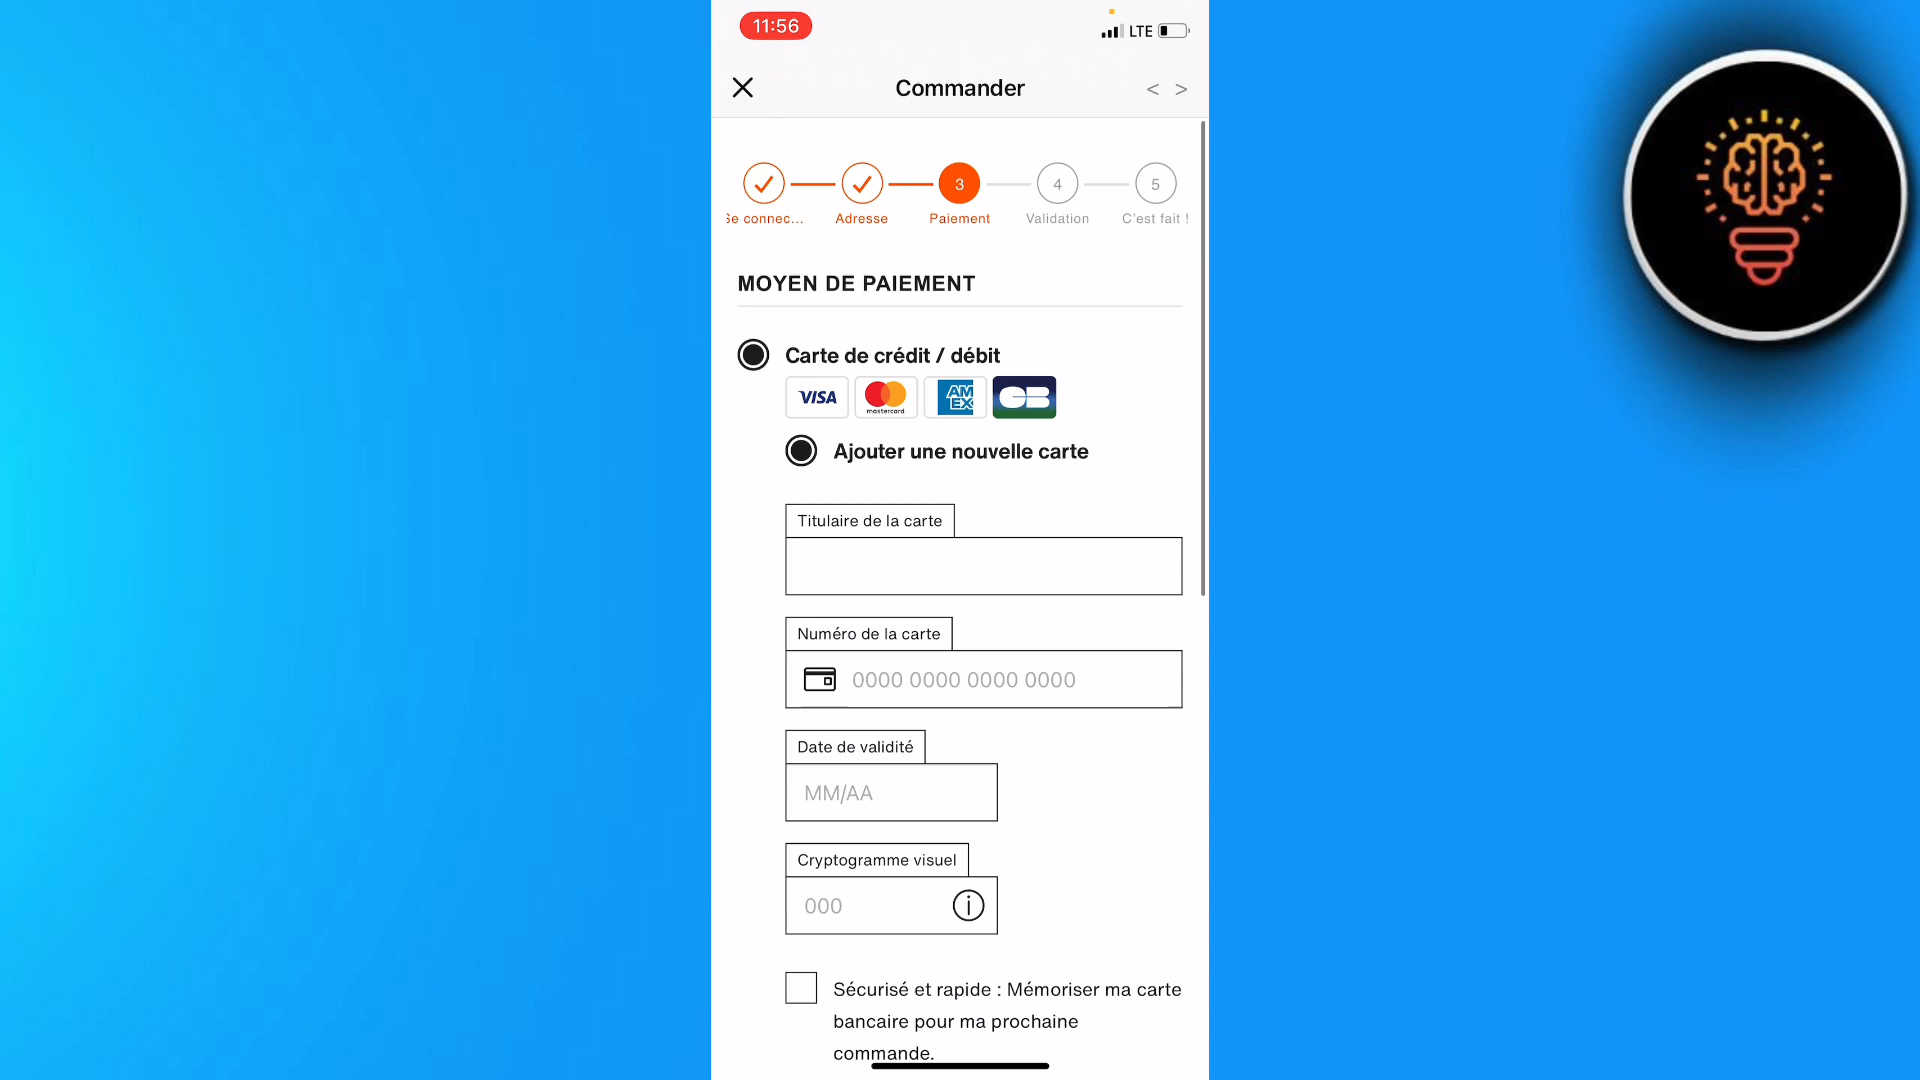 11:56
LTE
Commander
< >
3
4
5
Se connec...
Adresse
Paiement
Validation
C'est fait !
MOYEN DE PAIEMENT
Carte de crédit / débit
VISA
mastercard
AM
EX
CB
Ajouter une nouvelle carte
Titulaire de la carte
Numéro de la carte
0000 0000 0000 0000
Date de validité
MM/AA
Cryptogramme visuel
000
Sécurisé et rapide : Mémoriser ma carte
bancaire pour ma prochaine
commande.